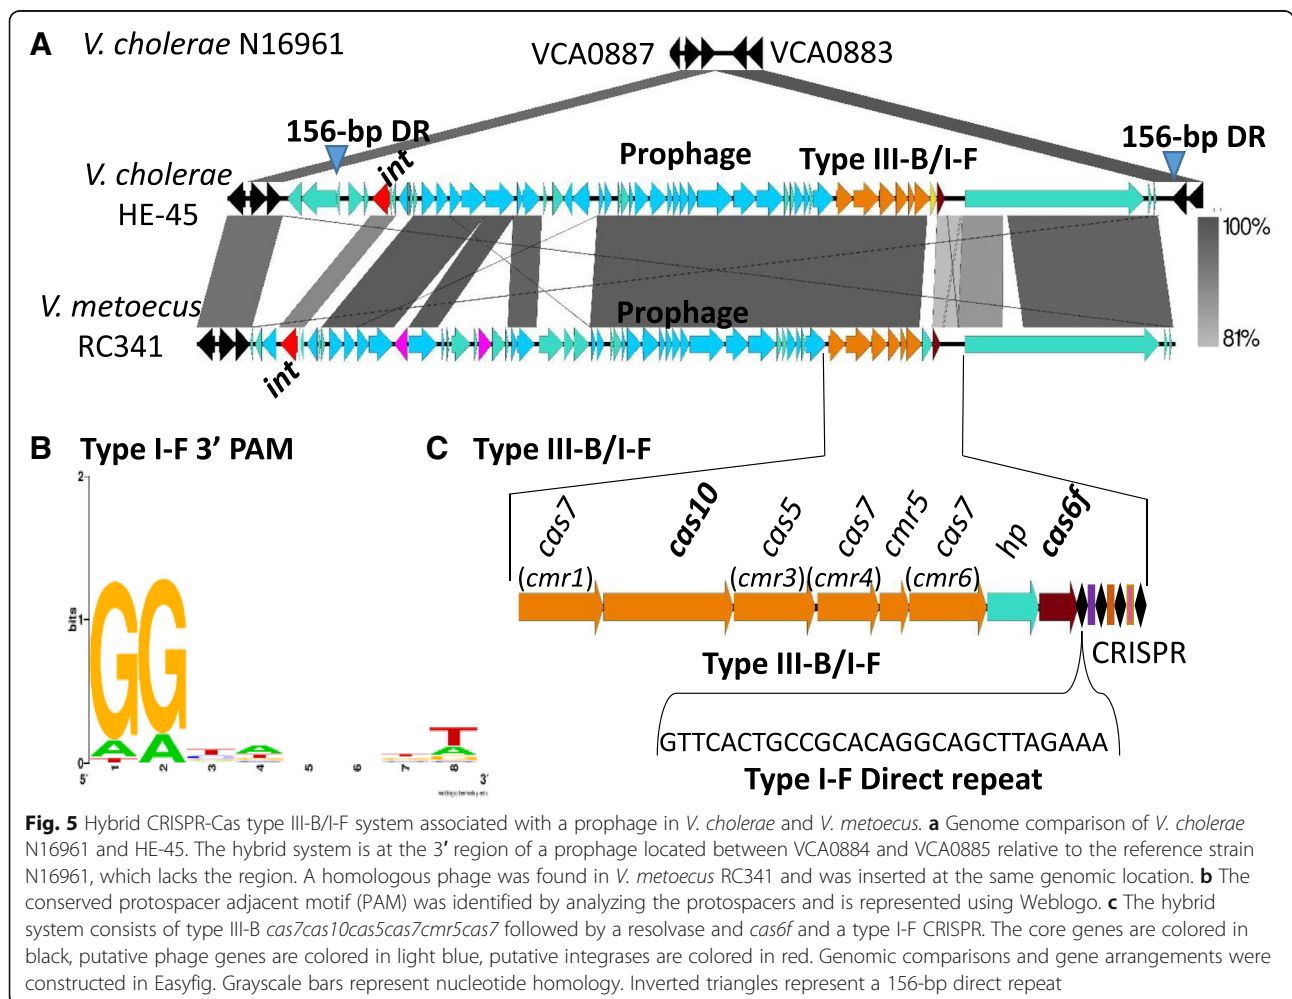 A V. cholerae N16961
VCA0887 VCA0883
156-bp DR 156-bp DR
int Prophage Type III-B/I-F
V. cholerae
HE-45
100%
V. metoecus Prophage
RC341 81%
int
B Type I-F 3′ PAM C Type III-B/I-F
2
bits
1
0
GG
AA
T
A
T
A
1 2 3 4 5 6 7 8
5′ 3′
cas7 cas10 cas5 cas7 cmr5 cas7 hp cas6f
(cmr1) (cmr3) (cmr4) (cmr6)
Type III-B/I-F CRISPR
GTTCACTGCCGCACAGGCAGCTTAGAAA
Type I-F Direct repeat
Fig. 5 Hybrid CRISPR-Cas type III-B/I-F system associated with a prophage in V. cholerae and V. metoecus. a Genome comparison of V. cholerae
N16961 and HE-45. The hybrid system is at the 3′ region of a prophage located between VCA0884 and VCA0885 relative to the reference strain
N16961, which lacks the region. A homologous phage was found in V. metoecus RC341 and was inserted at the same genomic location. b The
conserved protospacer adjacent motif (PAM) was identified by analyzing the protospacers and is represented using Weblogo. c The hybrid
system consists of type III-B cas7cas10cas5cas7cmr5cas7 followed by a resolvase and cas6f and a type I-F CRISPR. The core genes are colored in
black, putative phage genes are colored in light blue, putative integrases are colored in red. Genomic comparisons and gene arrangements were
constructed in Easyfig. Grayscale bars represent nucleotide homology. Inverted triangles represent a 156-bp direct repeat